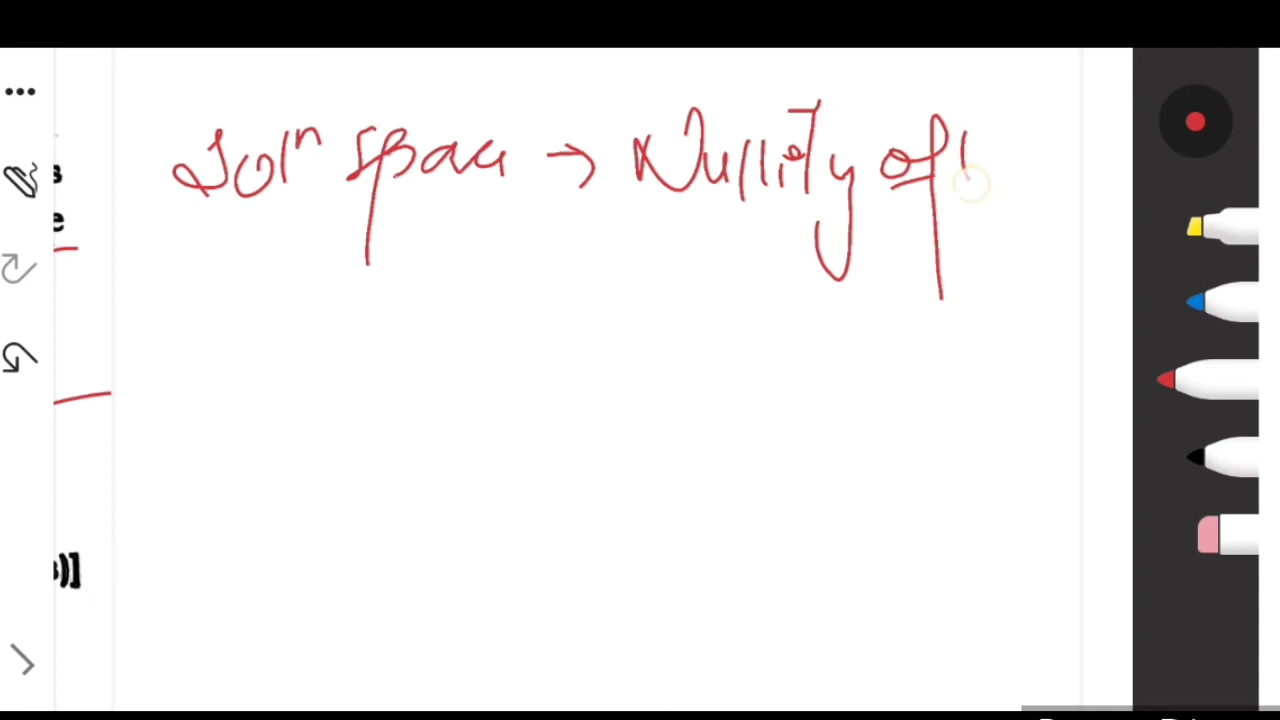 Solⁿ space → Nullity of
s
e
s)]